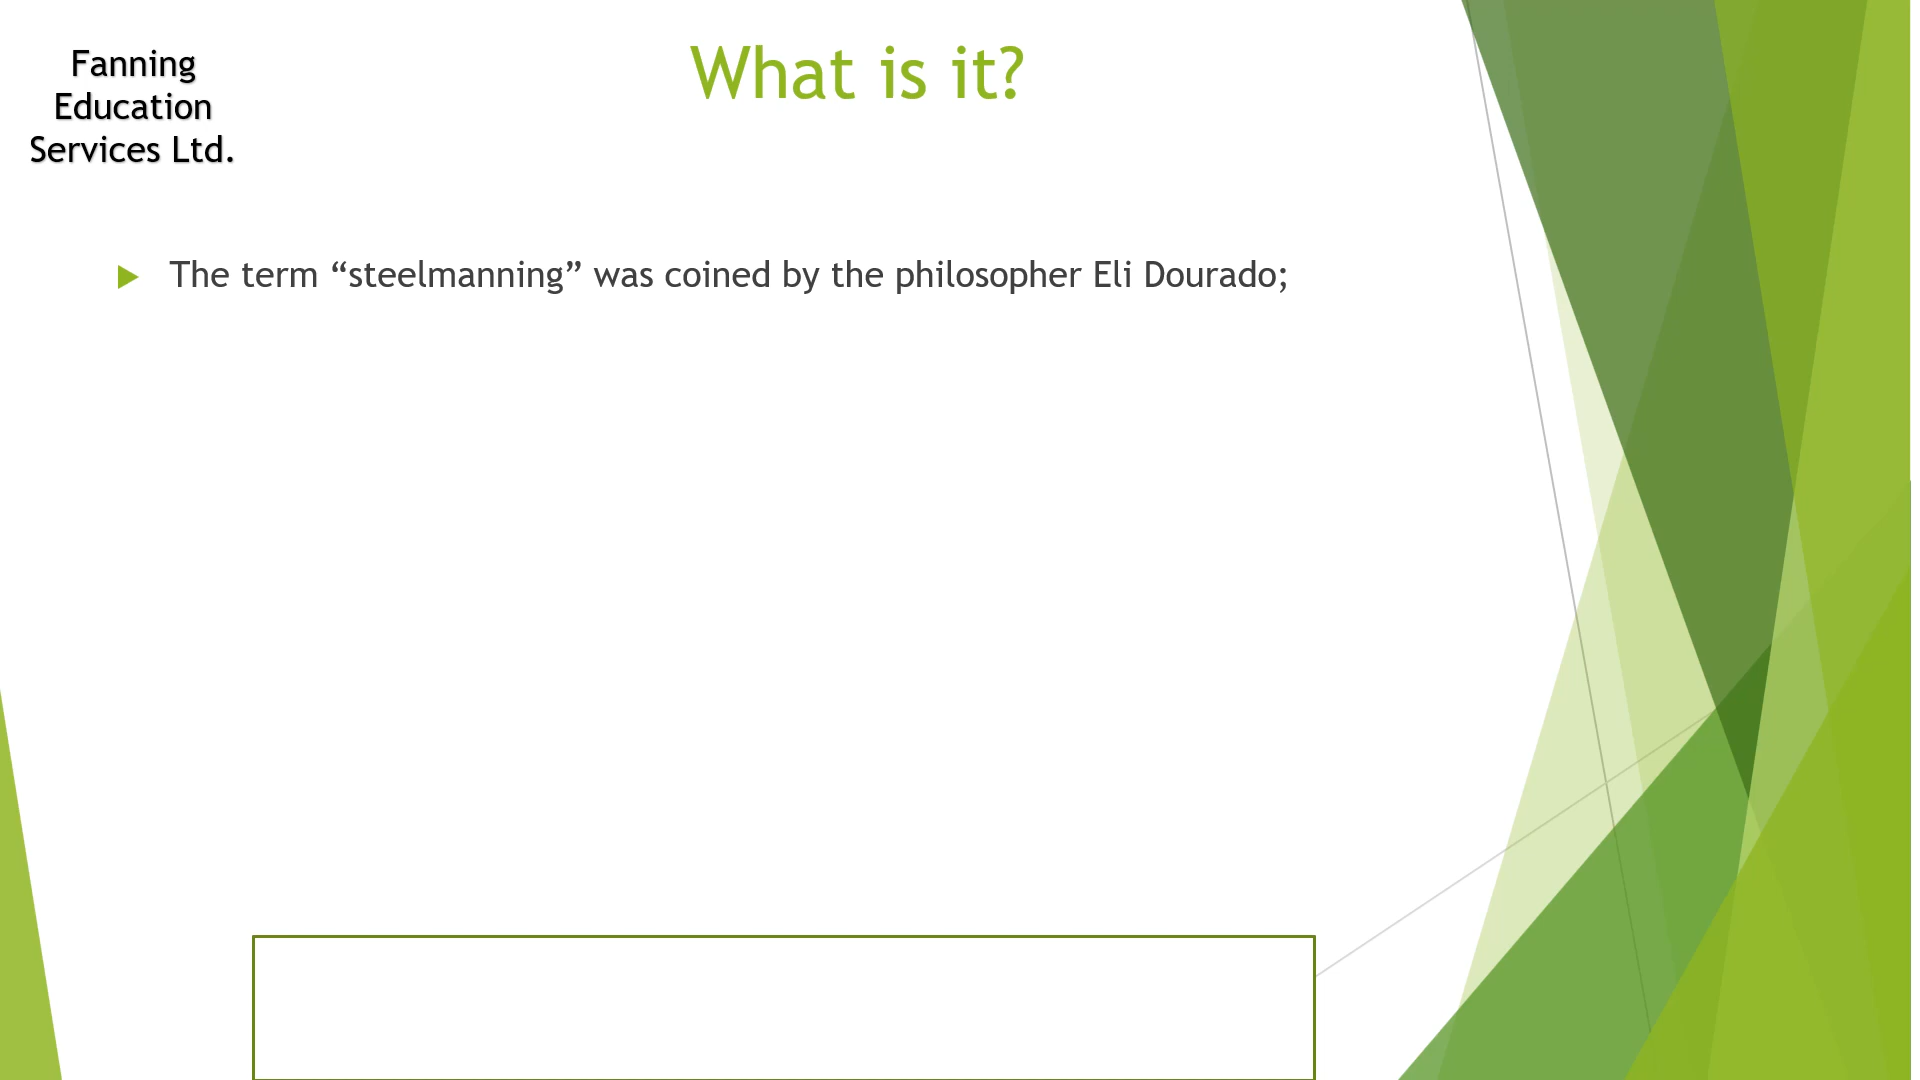 Fanning
Education
Services Ltd.
What is it?
The term “steelmanning” was coined by the philosopher Eli Dourado;